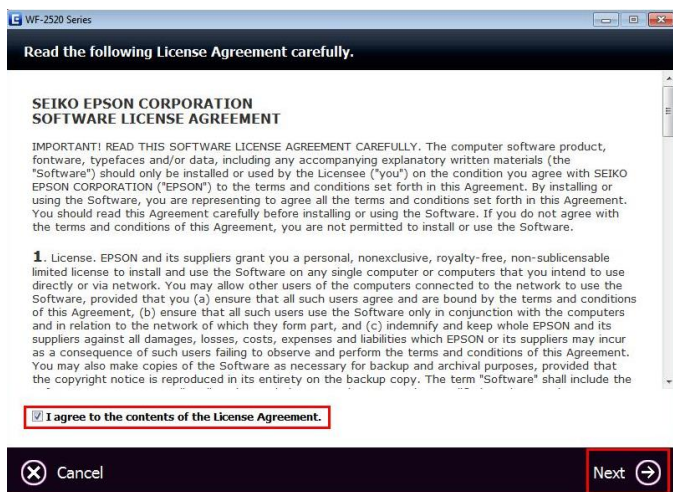 WF-2520 Series
Read the following License Agreement carefully.
SEIKO EPSON CORPORATION
SOFTWARE LICENSE AGREEMENT
IMPORTANT! READ THIS SOFTWARE LICENSE AGREEMENT CAREFULLY. The computer software product,
fontware, typefaces and/or data, including any accompanying explanatory written materials (the
"Software") should only be installed or used by the Licensee ("you") on the condition you agree with SEIKO
EPSON CORPORATION ("EPSON") to the terms and conditions set forth in this Agreement. By installing or
using the Software, you are representing to agree all the terms and conditions set forth in this Agreement.
You should read this Agreement carefully before installing or using the Software. If you do not agree with
the terms and conditions of this Agreement, you are not permitted to install or use the Software.
1. License. EPSON and its suppliers grant you a personal, nonexclusive, royalty-free, non-sublicensable
limited license to install and use the Software on any single computer or computers that you intend to use
directly or via network. You may allow other users of the computers connected to the network to use the
Software, provided that you (a) ensure that all such users agree and are bound by the terms and conditions
of this Agreement, (b) ensure that all such users use the Software only in conjunction with the computers
and in relation to the network of which they form part, and (c) indemnify and keep whole EPSON and its
suppliers against all damages, losses, costs, expenses and liabilities which EPSON or its suppliers may incur
as a consequence of such users failing to observe and perform the terms and conditions of this Agreement.
You may also make copies of the Software as necessary for backup and archival purposes, provided that
the copyright notice is reproduced in its entirety on the backup copy. The term "Software" shall include the
I agree to the contents of the License Agreement.
Cancel
Next